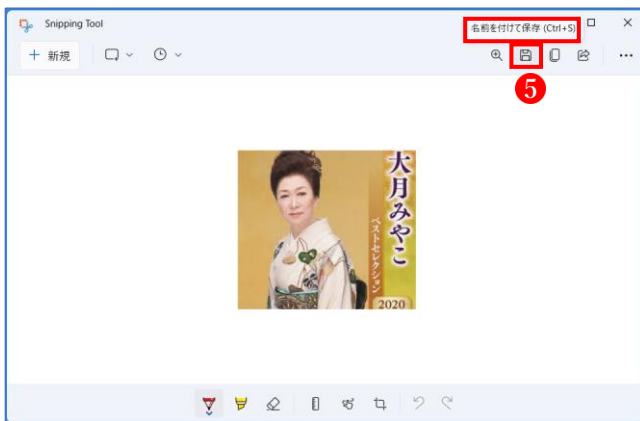 Snipping Tool
名前を付けて保存 (Ctrl+S)
新規
5
大月みやこ
ベストセレクション
2020